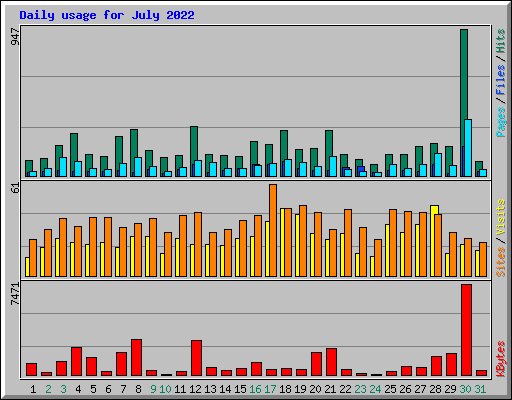 Daily usage for July 2022
947
Pages / Files / Hits
61
Sites / Visits
7471
KBytes
1 2 3 4 5 6 7 8 9 10 11 12 13 14 15 16 17 18 19 20 21 22 23 24 25 26 27 28 29 30 31